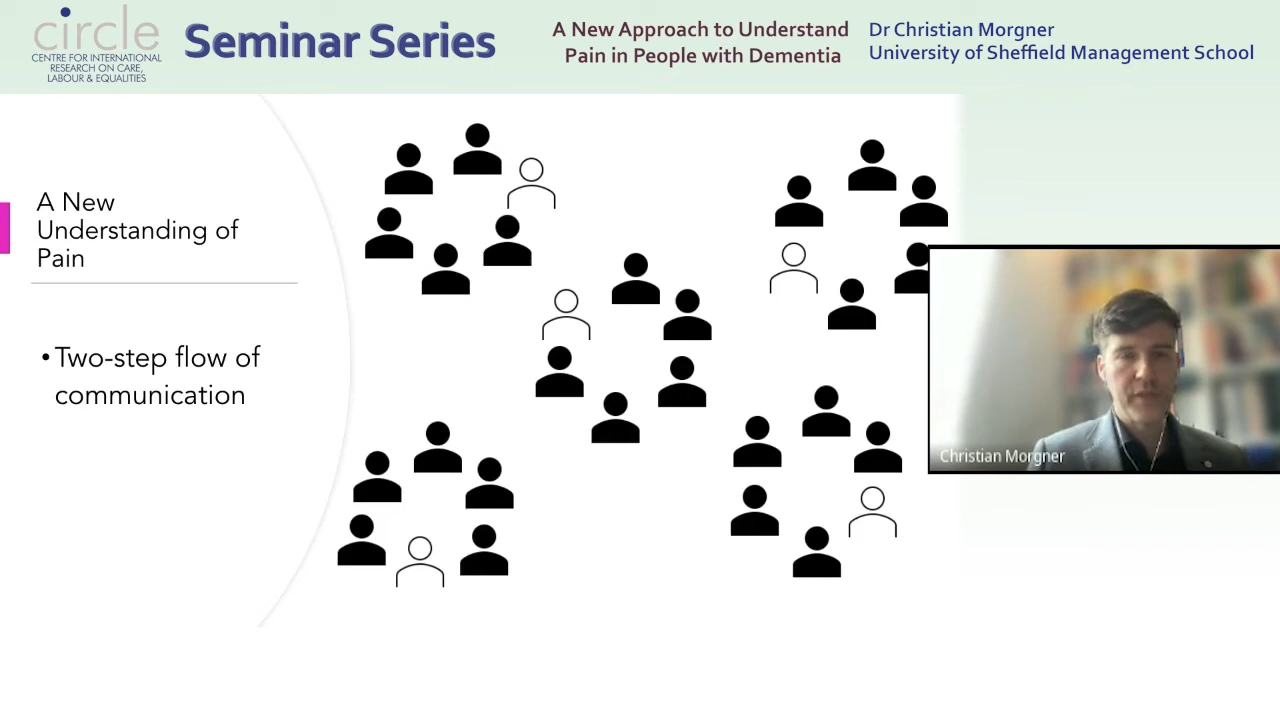 circle
CENTRE FOR INTERNATIONAL
RESEARCH ON CARE,
LABOUR & EQUALITIES
Seminar Series
A New Approach to Understand
Pain in People with Dementia
Dr Christian Morgner
University of Sheffield Management School
A New
Understanding of
Pain
• Two-step flow of
communication
Christian Morgner